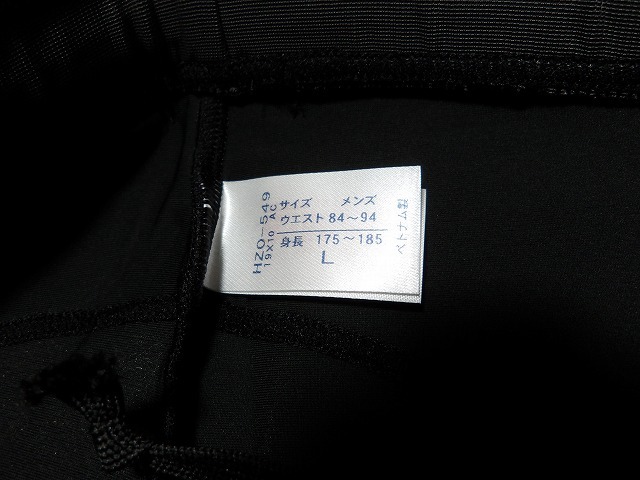 サイズ メンズ
ウエスト 84～94
身長 175～185
L
HZO-549
19X10 AC
ベトナム製